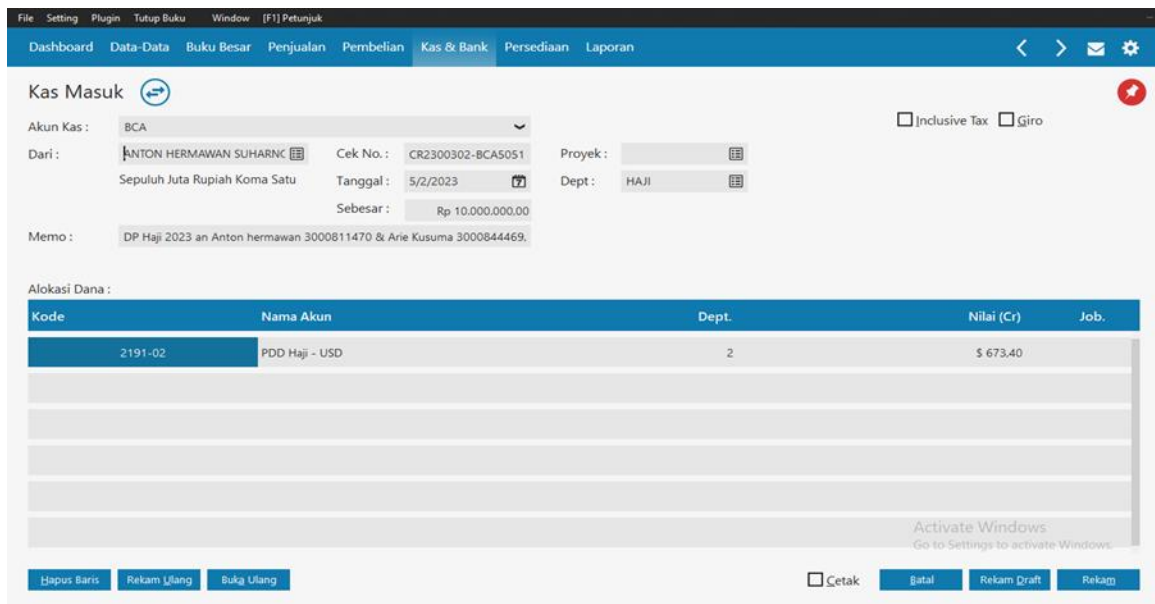 File Setting Plugin Tutup Buku Window [F1] Petunjuk
Dashboard Data-Data Buku Besar Penjualan Pembelian Kas & Bank Persediaan Laporan
Kas Masuk
Inclusive Tax Giro
Akun Kas : BCA
Dari : ANTON HERMAWAN SUHARNO Cek No. : CR2300302-BCA5051 Proyek :
Sepuluh Juta Rupiah Koma Satu Tanggal : 5/2/2023 Dept : HAJI
Sebesar : Rp 10.000.000,00
Memo : DP Haji 2023 an Anton hermawan 3000811470 & Arie Kusuma 3000844469.
Alokasi Dana :
Kode Nama Akun Dept. Nilai (Cr) Job.
2191-02 PDD Haji - USD 2 $ 673,40
Activate Windows
Go to Settings to activate Windows.
Hapus Baris Rekam Ulang Buka Ulang Cetak Batal Rekam Draft Rekam